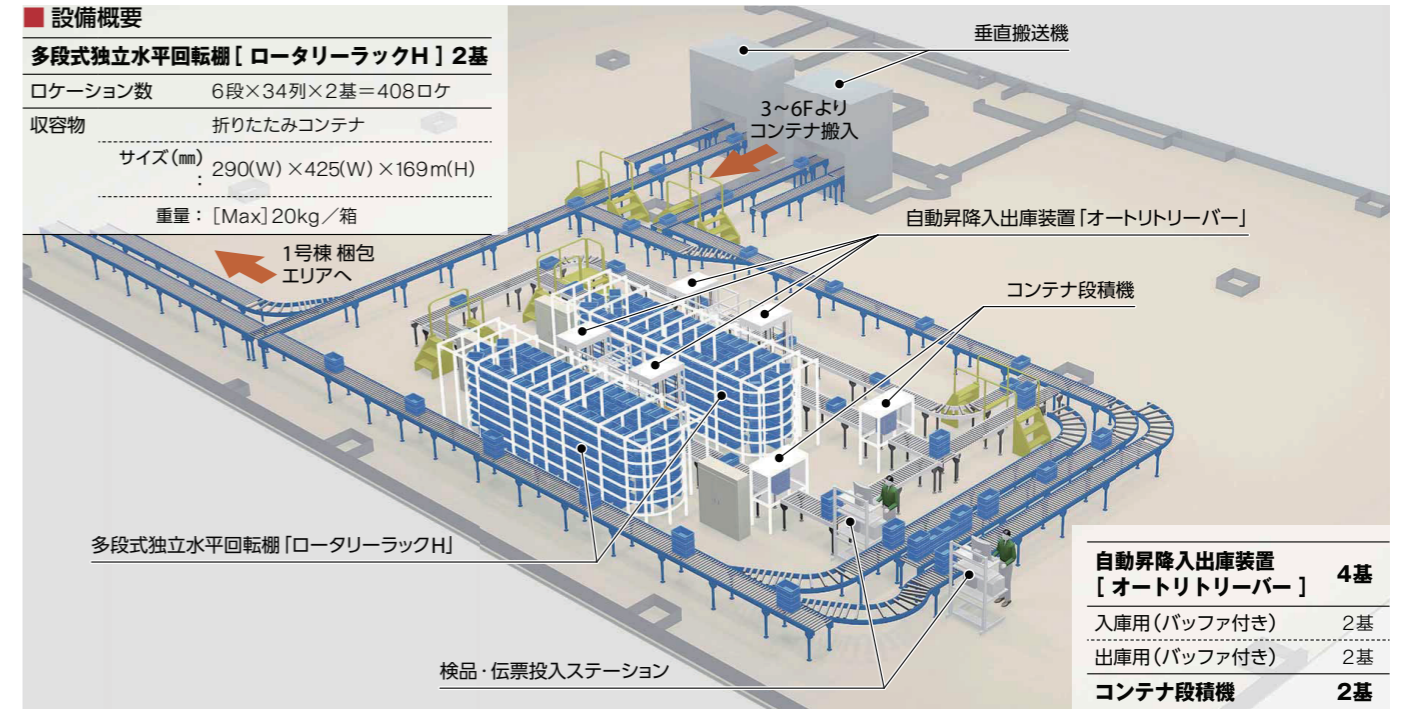 ■ 設備概要
多段式独立水平回転棚［ロータリーラックH］2基
ロケーション数 6段×34列×2基＝408ロケ
収容物 折りたたみコンテナ
サイズ(㎜)
: 290(W)×425(W)×169m(H)
重量： [Max]20kg／箱
垂直搬送機
3〜6Fより
コンテナ搬入
自動昇降入出庫装置「オートリトリーバー」
1号棟 梱包
エリアへ
コンテナ段積機
多段式独立水平回転棚「ロータリーラックH」
検品・伝票投入ステーション
自動昇降入出庫装置
［オートリトリーバー］ 4基
入庫用(バッファ付き) 2基
出庫用(バッファ付き) 2基
コンテナ段積機 2基